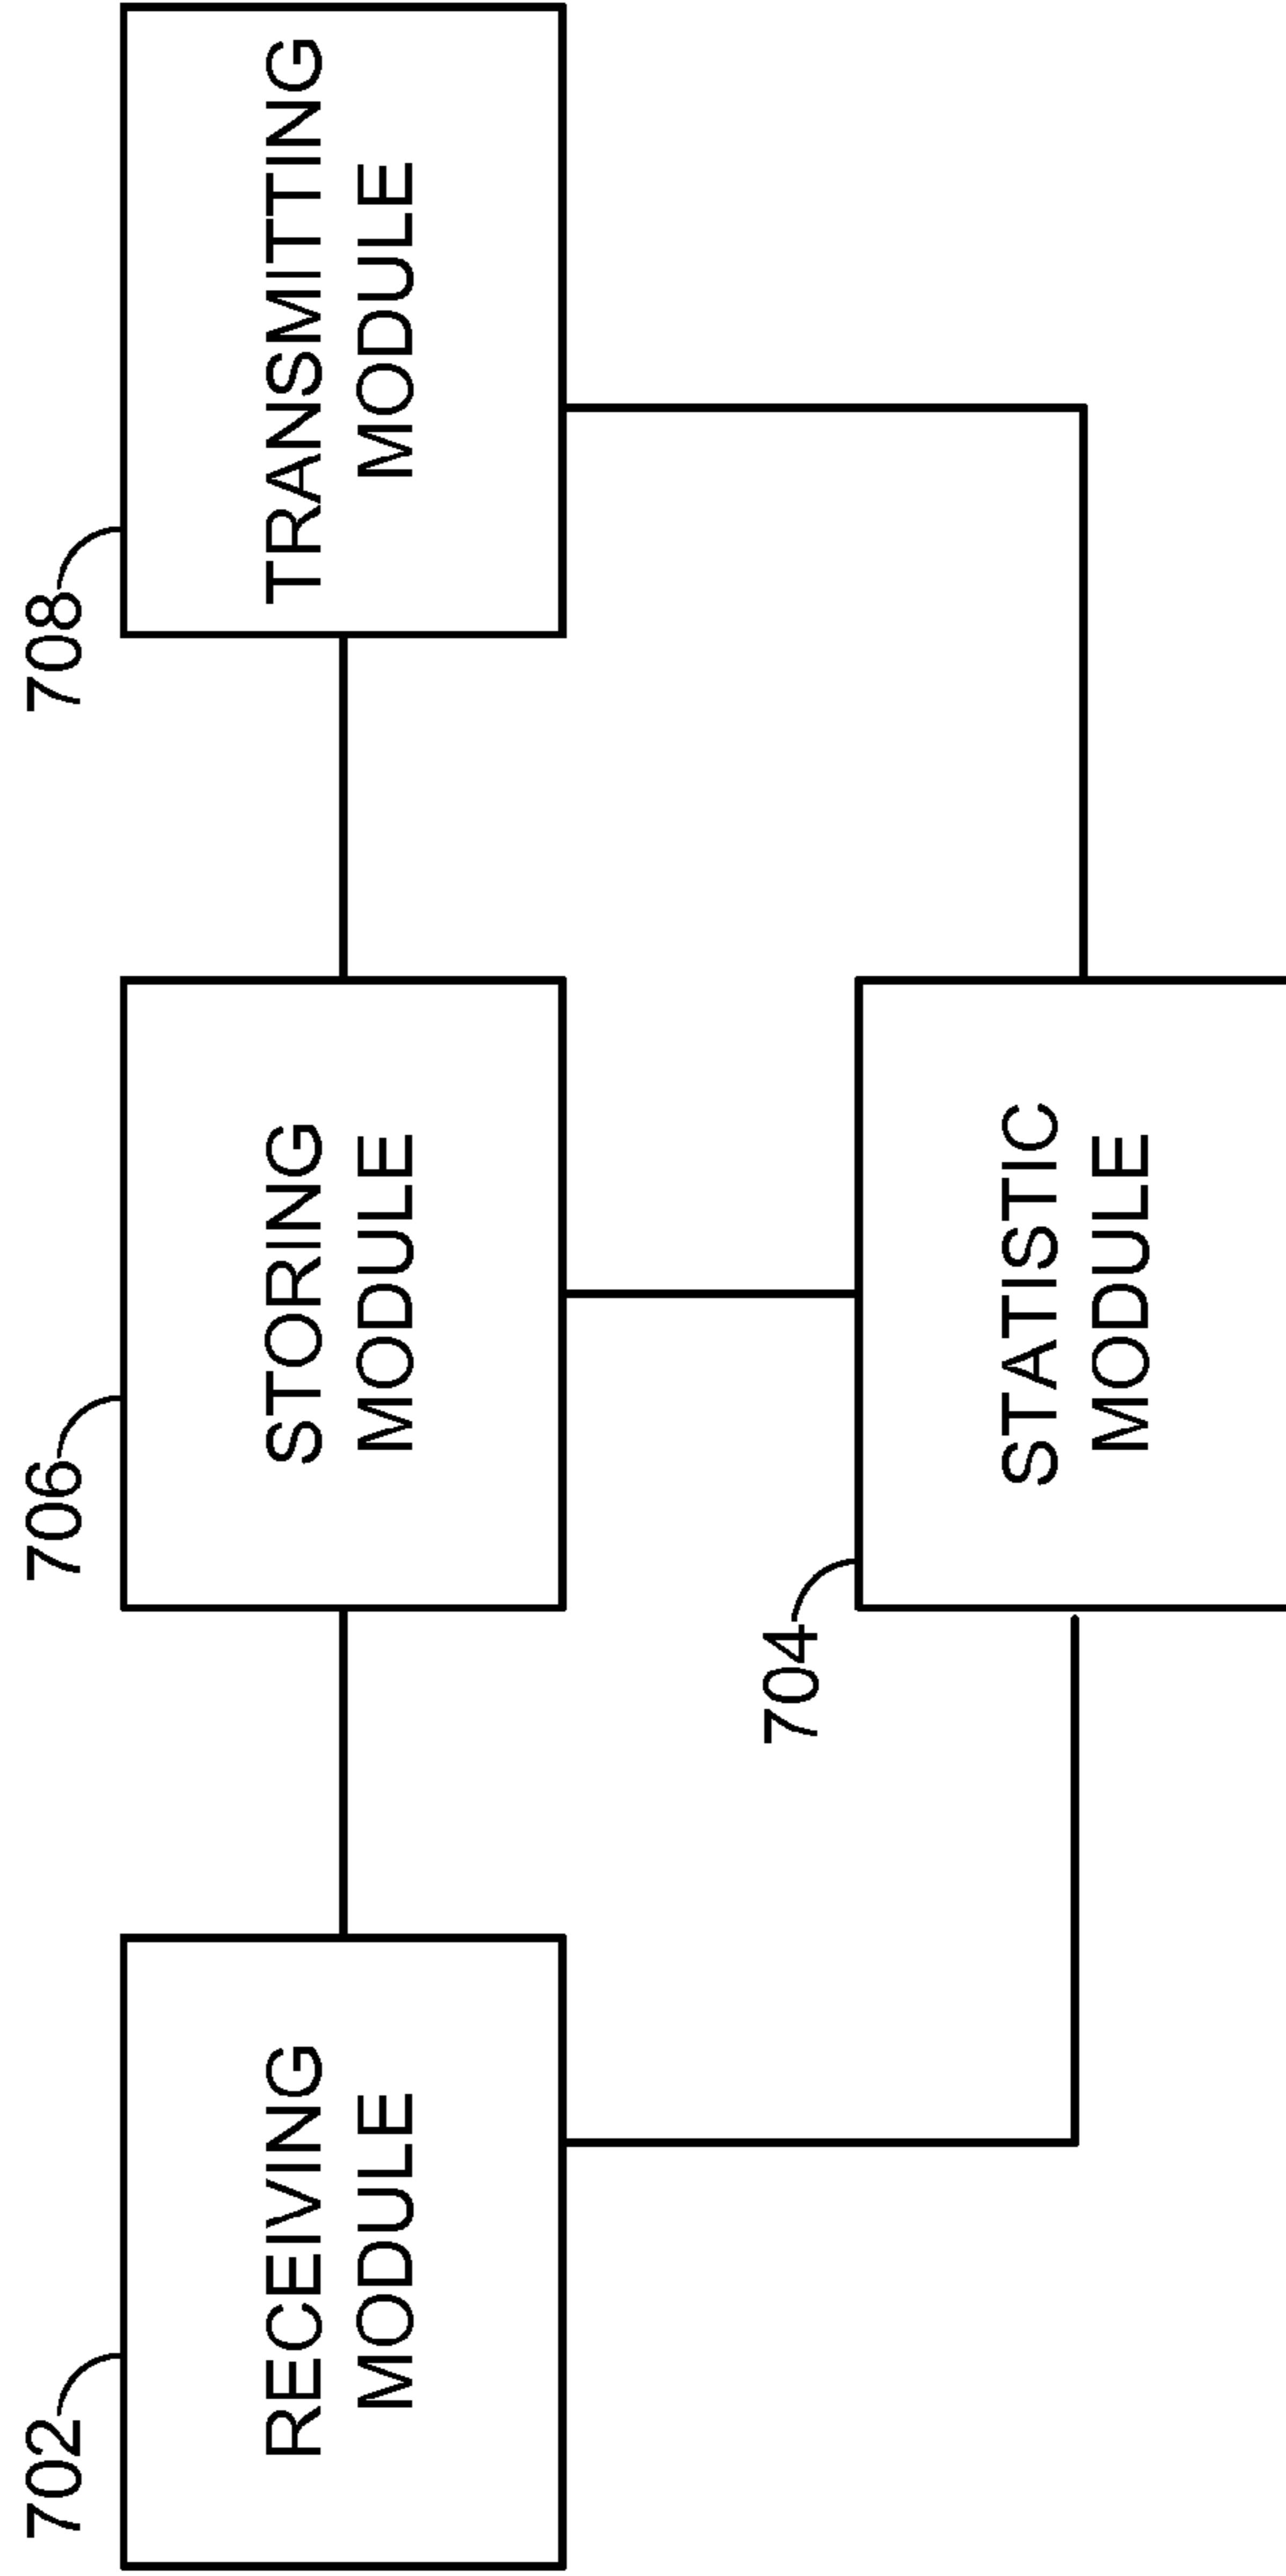 702
RECEIVING
MODULE
706
STORING
MODULE
708
TRANSMITTING
MODULE
704
STATISTIC
MODULE